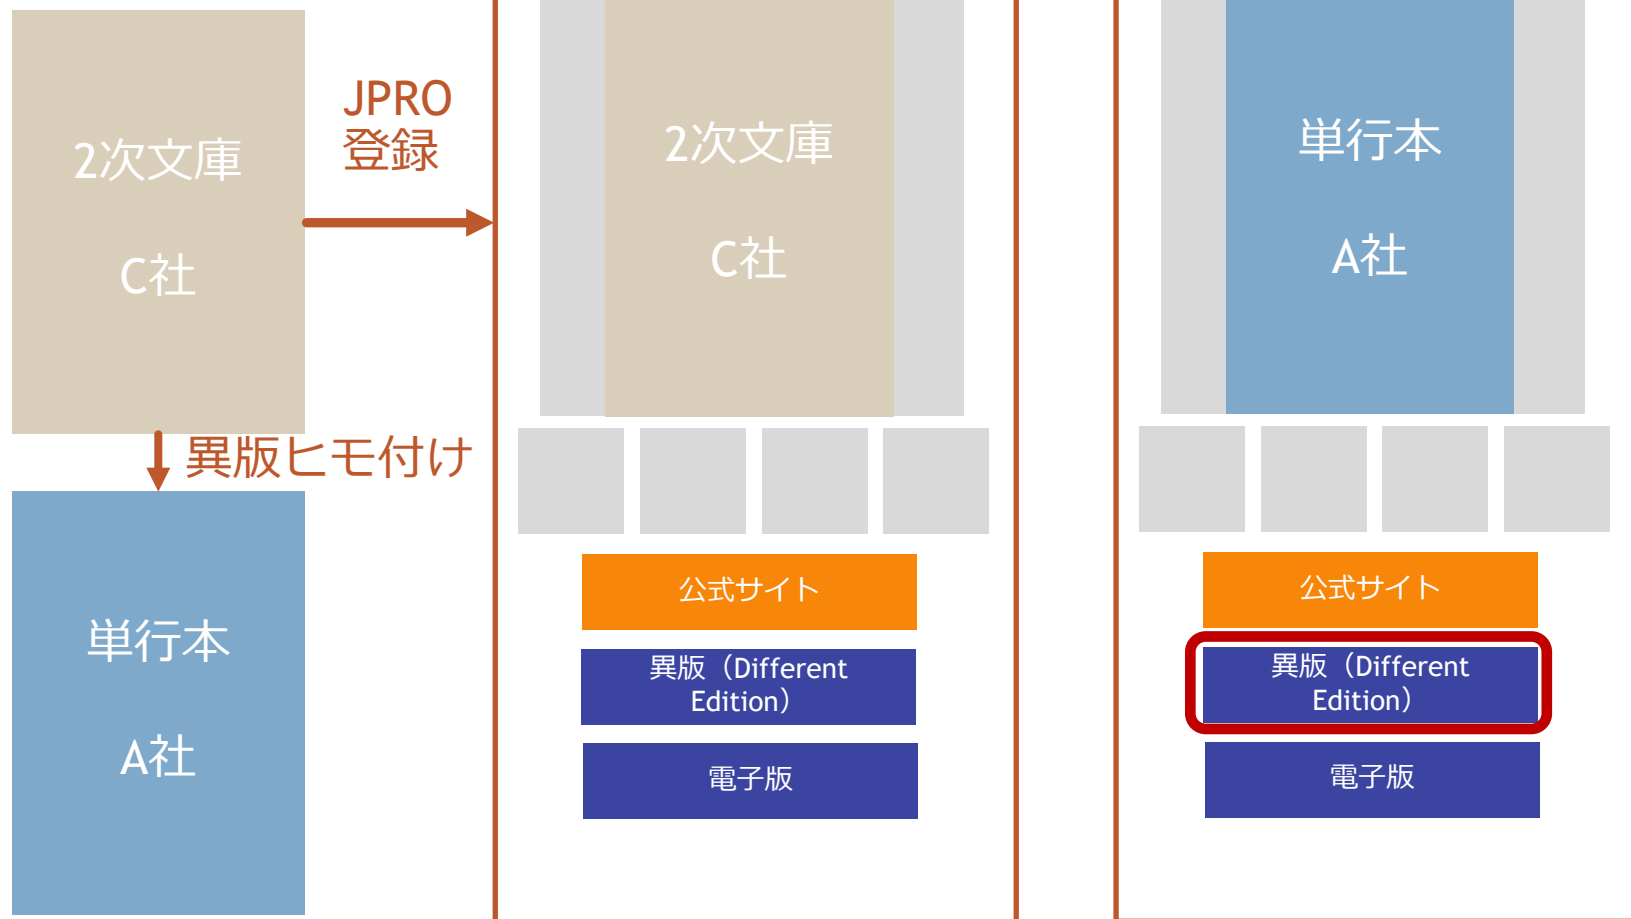 2次文庫
C社
JPRO
登録
異版ヒモ付け
単行本
A社
2次文庫
C社
公式サイト
異版（Different
Edition）
電子版
単行本
A社
公式サイト
異版（Different
Edition）
電子版